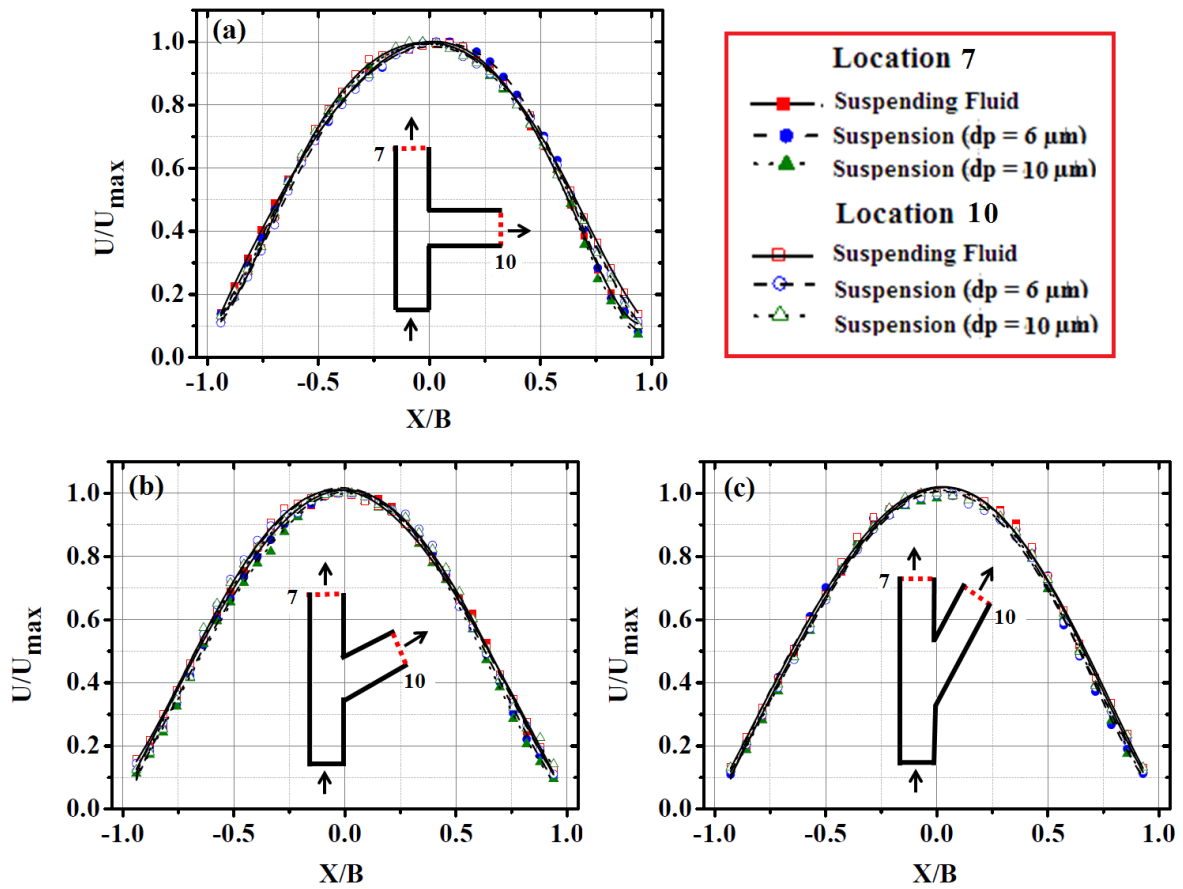 (a)
1.0
0.8
0.6
0.4
0.2
0.0
U/Umax
-1.0 -0.5 0.0 0.5 1.0
X/B
7
10
Location 7
Suspending Fluid
Suspension (dp = 6 µm)
Suspension (dp = 10 µm)
Location 10
Suspending Fluid
Suspension (dp = 6 µm)
Suspension (dp = 10 µm)
(b)
1.0
0.8
0.6
0.4
0.2
0.0
U/Umax
-1.0 -0.5 0.0 0.5 1.0
X/B
7
10
(c)
1.0
0.8
0.6
0.4
0.2
0.0
U/Umax
-1.0 -0.5 0.0 0.5 1.0
X/B
7
10